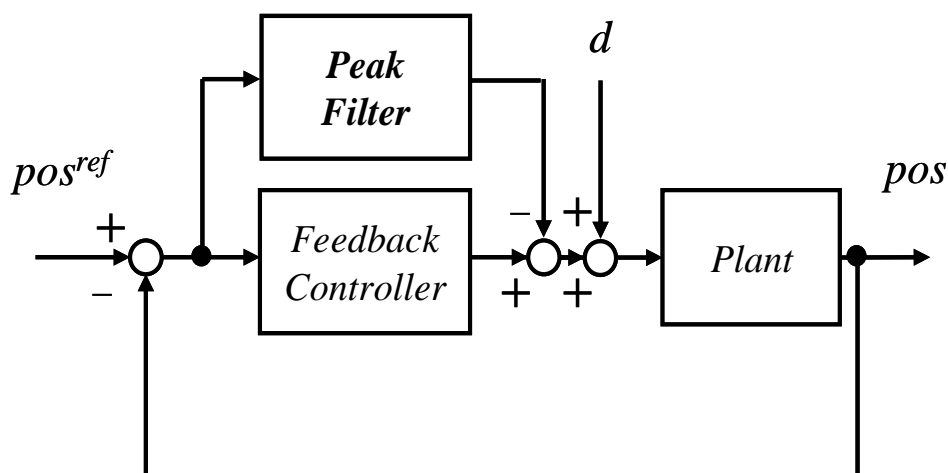 Peak
Filter
d
pos^ref
pos
+
−
Feedback
Controller
−
+
+
+
Plant